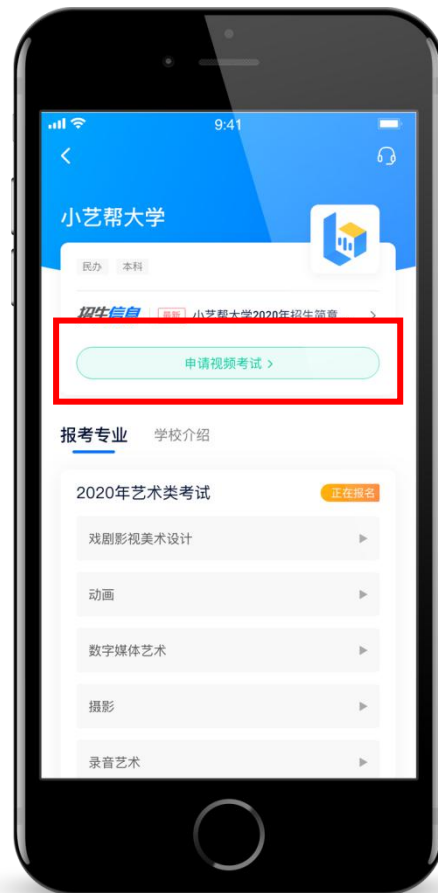 9:41
小艺帮大学
民办 本科
招生信息 最新 小艺帮大学2020年招生简章
申请视频考试
报考专业 学校介绍
2020年艺术类考试 正在报名
戏剧影视美术设计
动画
数字媒体艺术
摄影
录音艺术